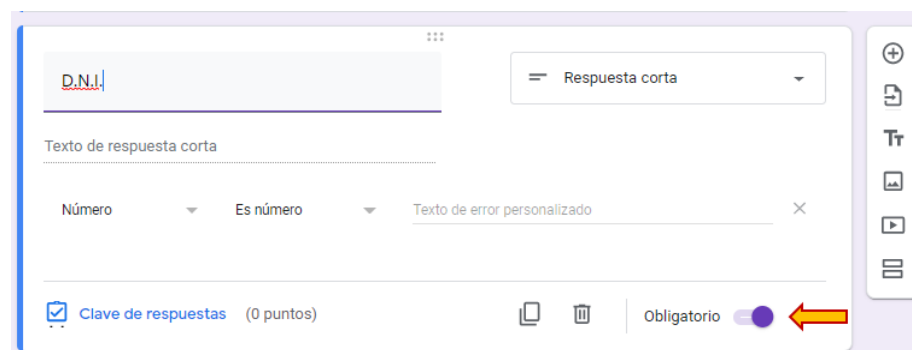 D.N.I.
Respuesta corta
Texto de respuesta corta
Número Es número Texto de error personalizado
Clave de respuestas (0 puntos) Obligatorio
Tt